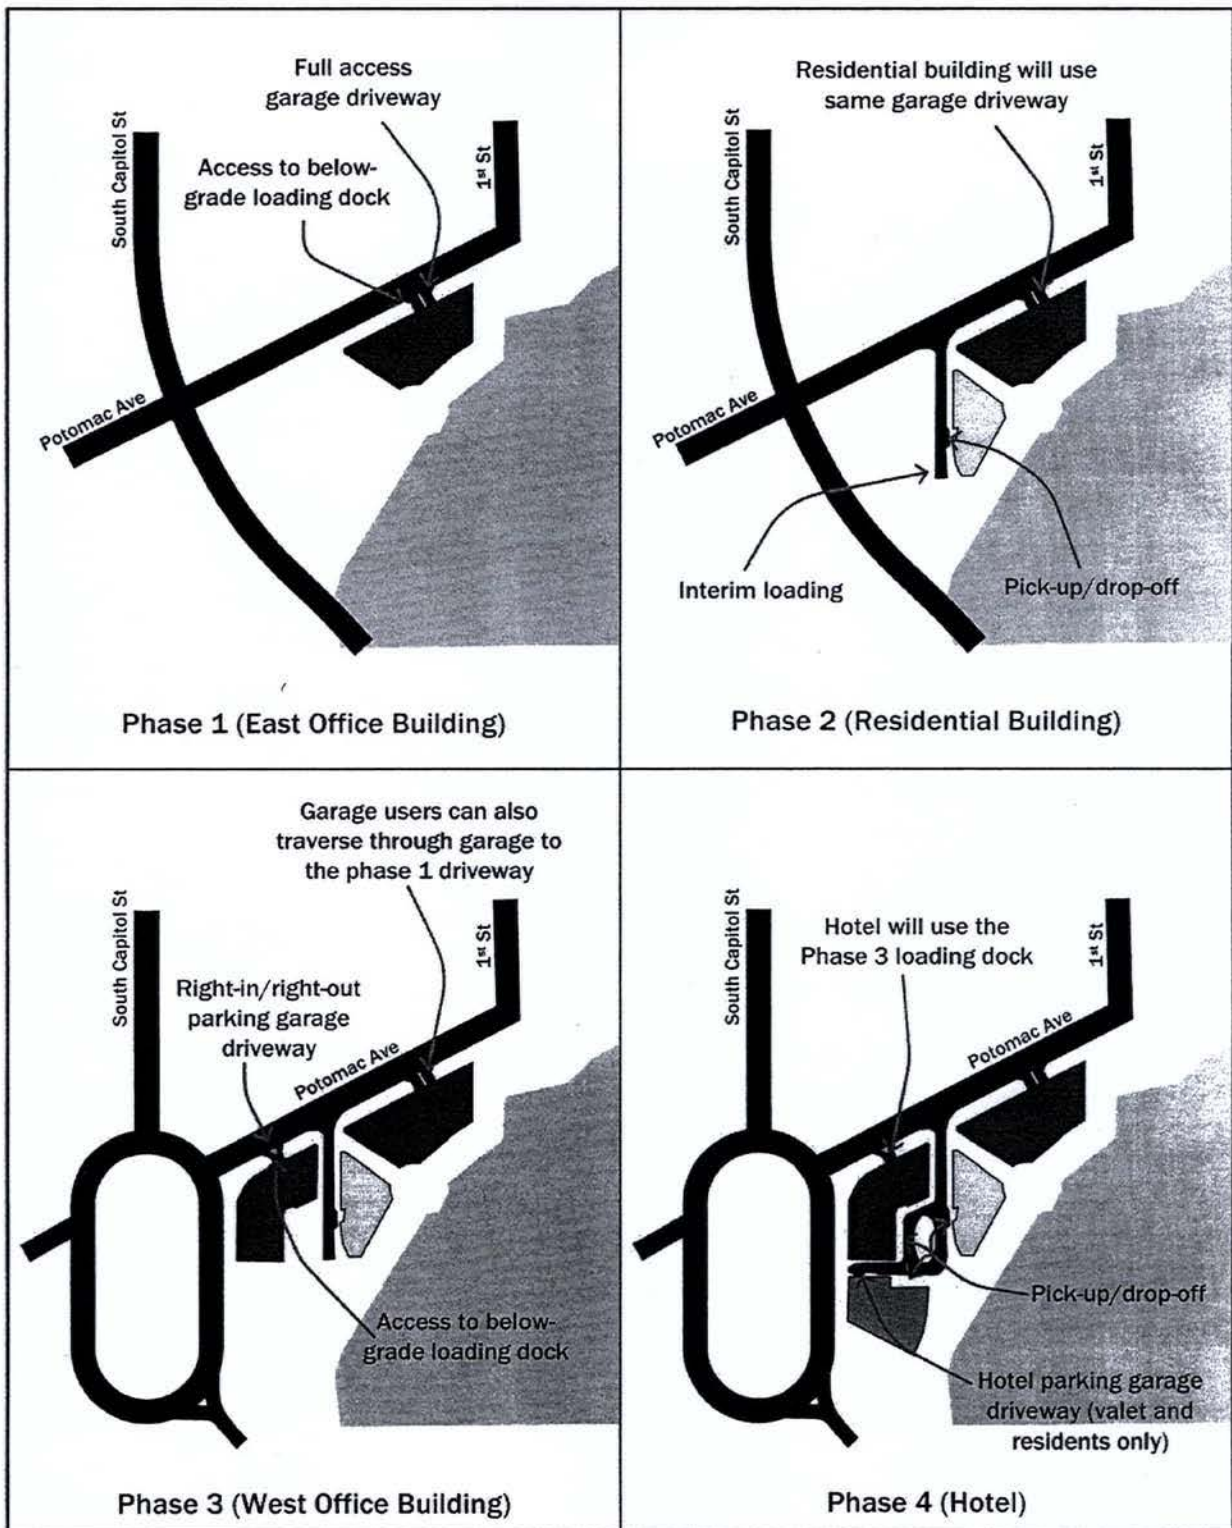 Full access
garage driveway
Access to below-
grade loading dock
South Capitol St
1st St
Potomac Ave
Phase 1 (East Office Building)
Residential building will use
same garage driveway
South Capitol St
1st St
Potomac Ave
Interim loading
Pick-up/drop-off
Phase 2 (Residential Building)
Garage users can also
traverse through garage to
the phase 1 driveway
South Capitol St
1st St
Right-in/right-out
parking garage
driveway
Potomac Ave
Access to below-
grade loading dock
Phase 3 (West Office Building)
Hotel will use the
Phase 3 loading dock
South Capitol St
1st St
Potomac Ave
Pick-up/drop-off
Hotel parking garage
driveway (valet and
residents only)
Phase 4 (Hotel)